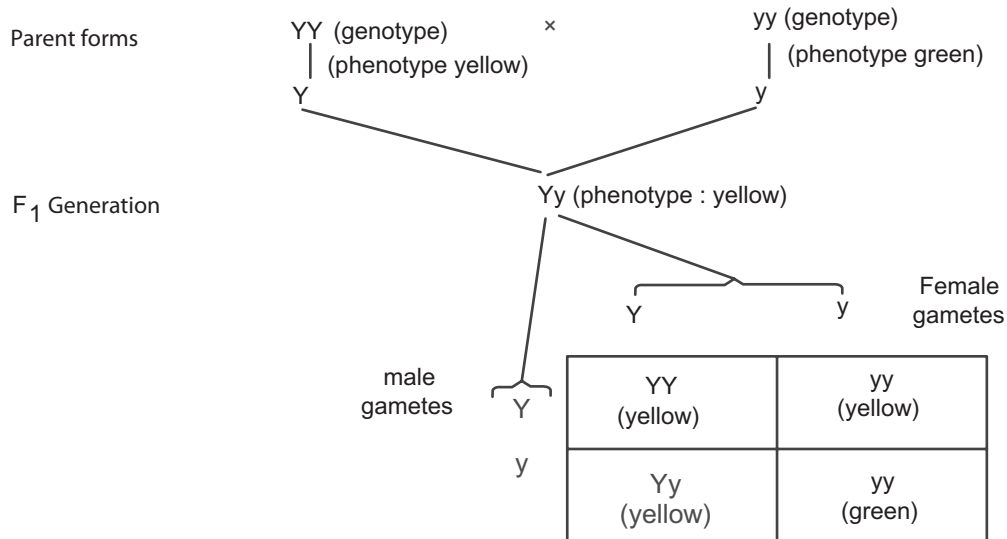 Parent forms
YY (genotype) × yy (genotype)
(phenotype yellow) (phenotype green)
Y y
Yy (phenotype : yellow)
F1 Generation
Y y
Female
gametes
male
gametes
Y
y
YY
(yellow)
yy
(yellow)
Yy
(yellow)
yy
(green)